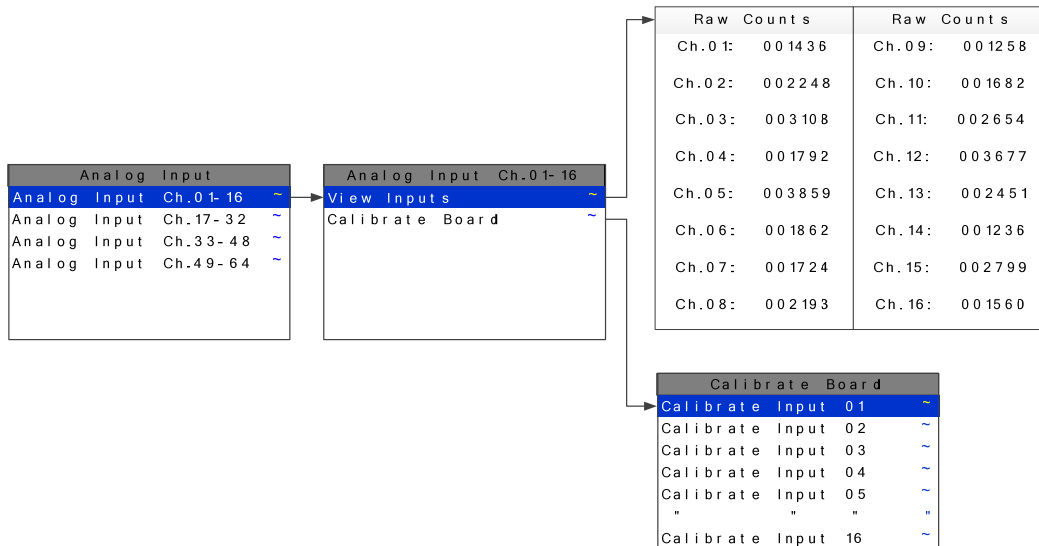 Analog Input
Analog Input Ch.01-16 ~
Analog Input Ch.17-32 ~
Analog Input Ch.33-48 ~
Analog Input Ch.49-64 ~
Analog Input Ch.01-16
View Inputs ~
Calibrate Board ~
Raw Counts Raw Counts
Ch.01: 001436 Ch.09: 001258
Ch.02: 002248 Ch.10: 001682
Ch.03: 003108 Ch.11: 002654
Ch.04: 001792 Ch.12: 003677
Ch.05: 003859 Ch.13: 002451
Ch.06: 001862 Ch.14: 001236
Ch.07: 001724 Ch.15: 002799
Ch.08: 002193 Ch.16: 001560
Calibrate Board
Calibrate Input 01 ~
Calibrate Input 02 ~
Calibrate Input 03 ~
Calibrate Input 04 ~
Calibrate Input 05 ~
" " " "
Calibrate Input 16 ~